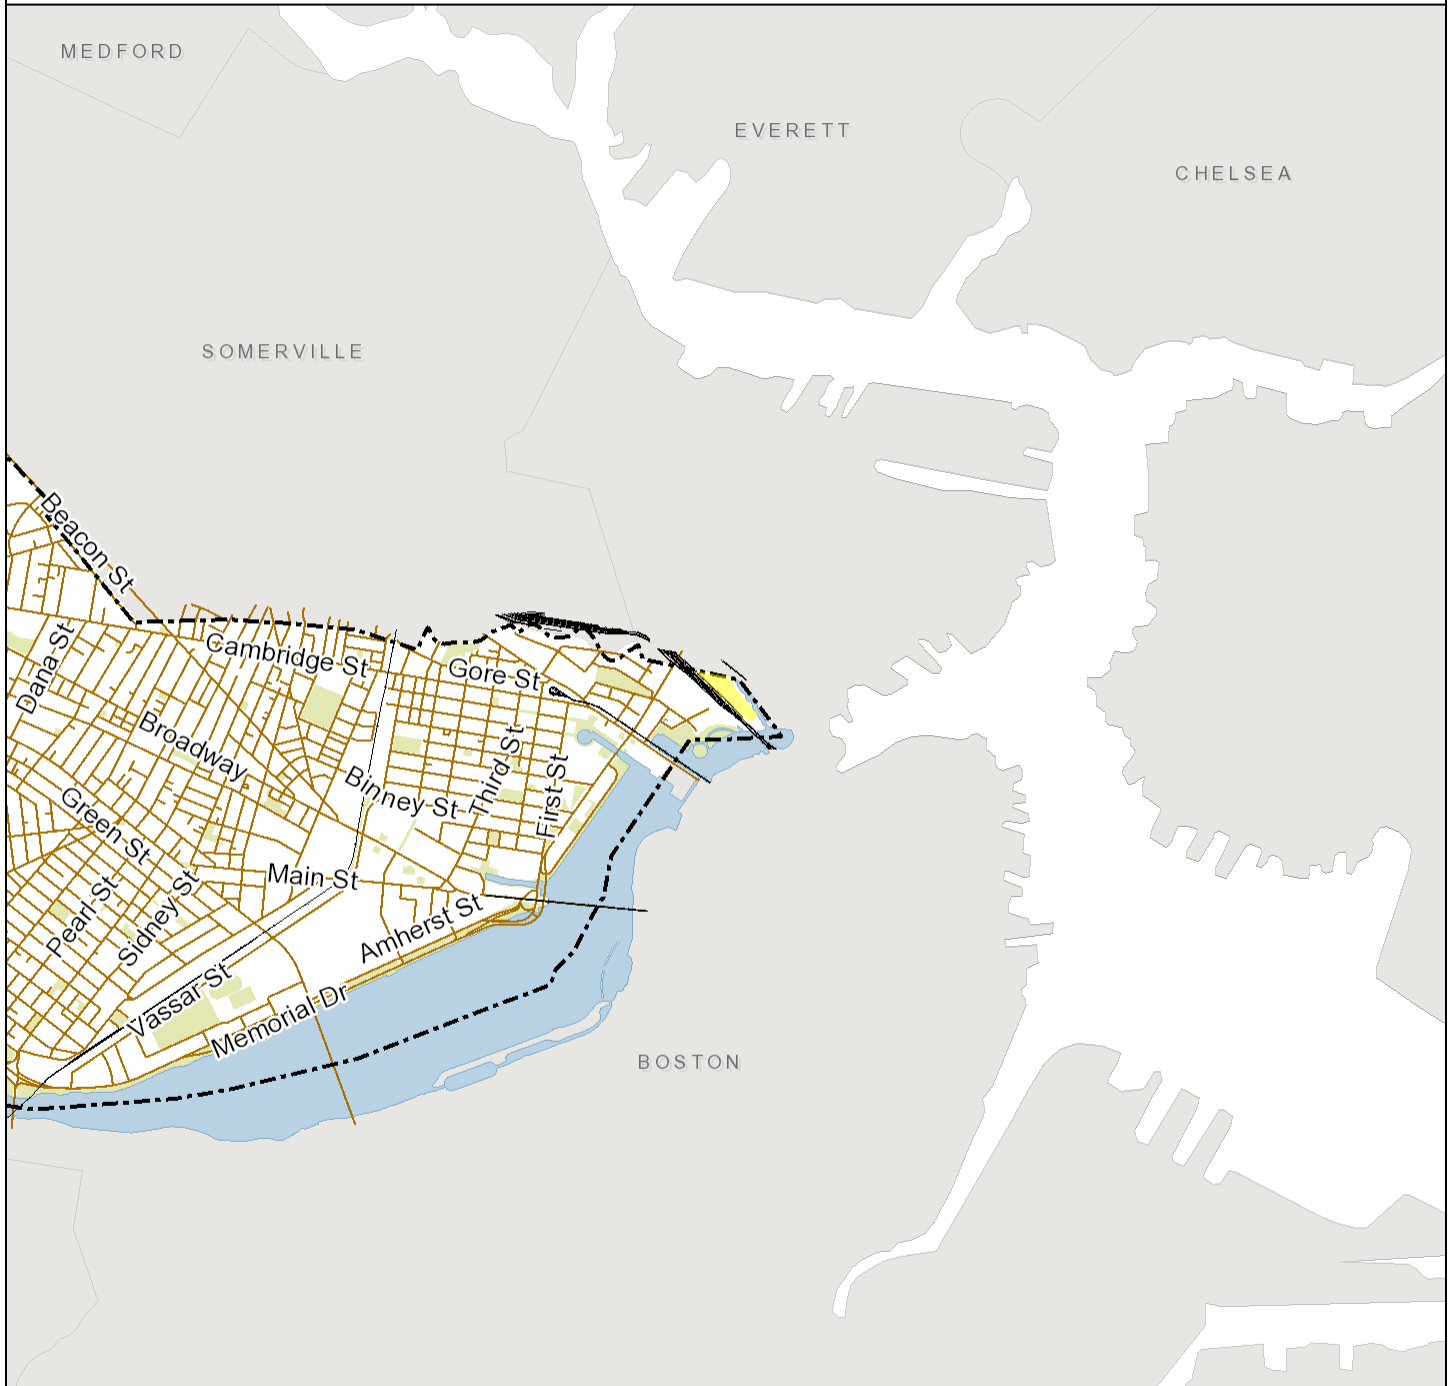 MEDFORD
EVERETT
CHELSEA
SOMERVILLE
Beacon St
Dana St
Cambridge St
Gore St
Broadway
Third St
Binney St
First St
Green St
Main St
Pearl St
Sidney St
Amherst St
Vassar St
Memorial Dr
BOSTON